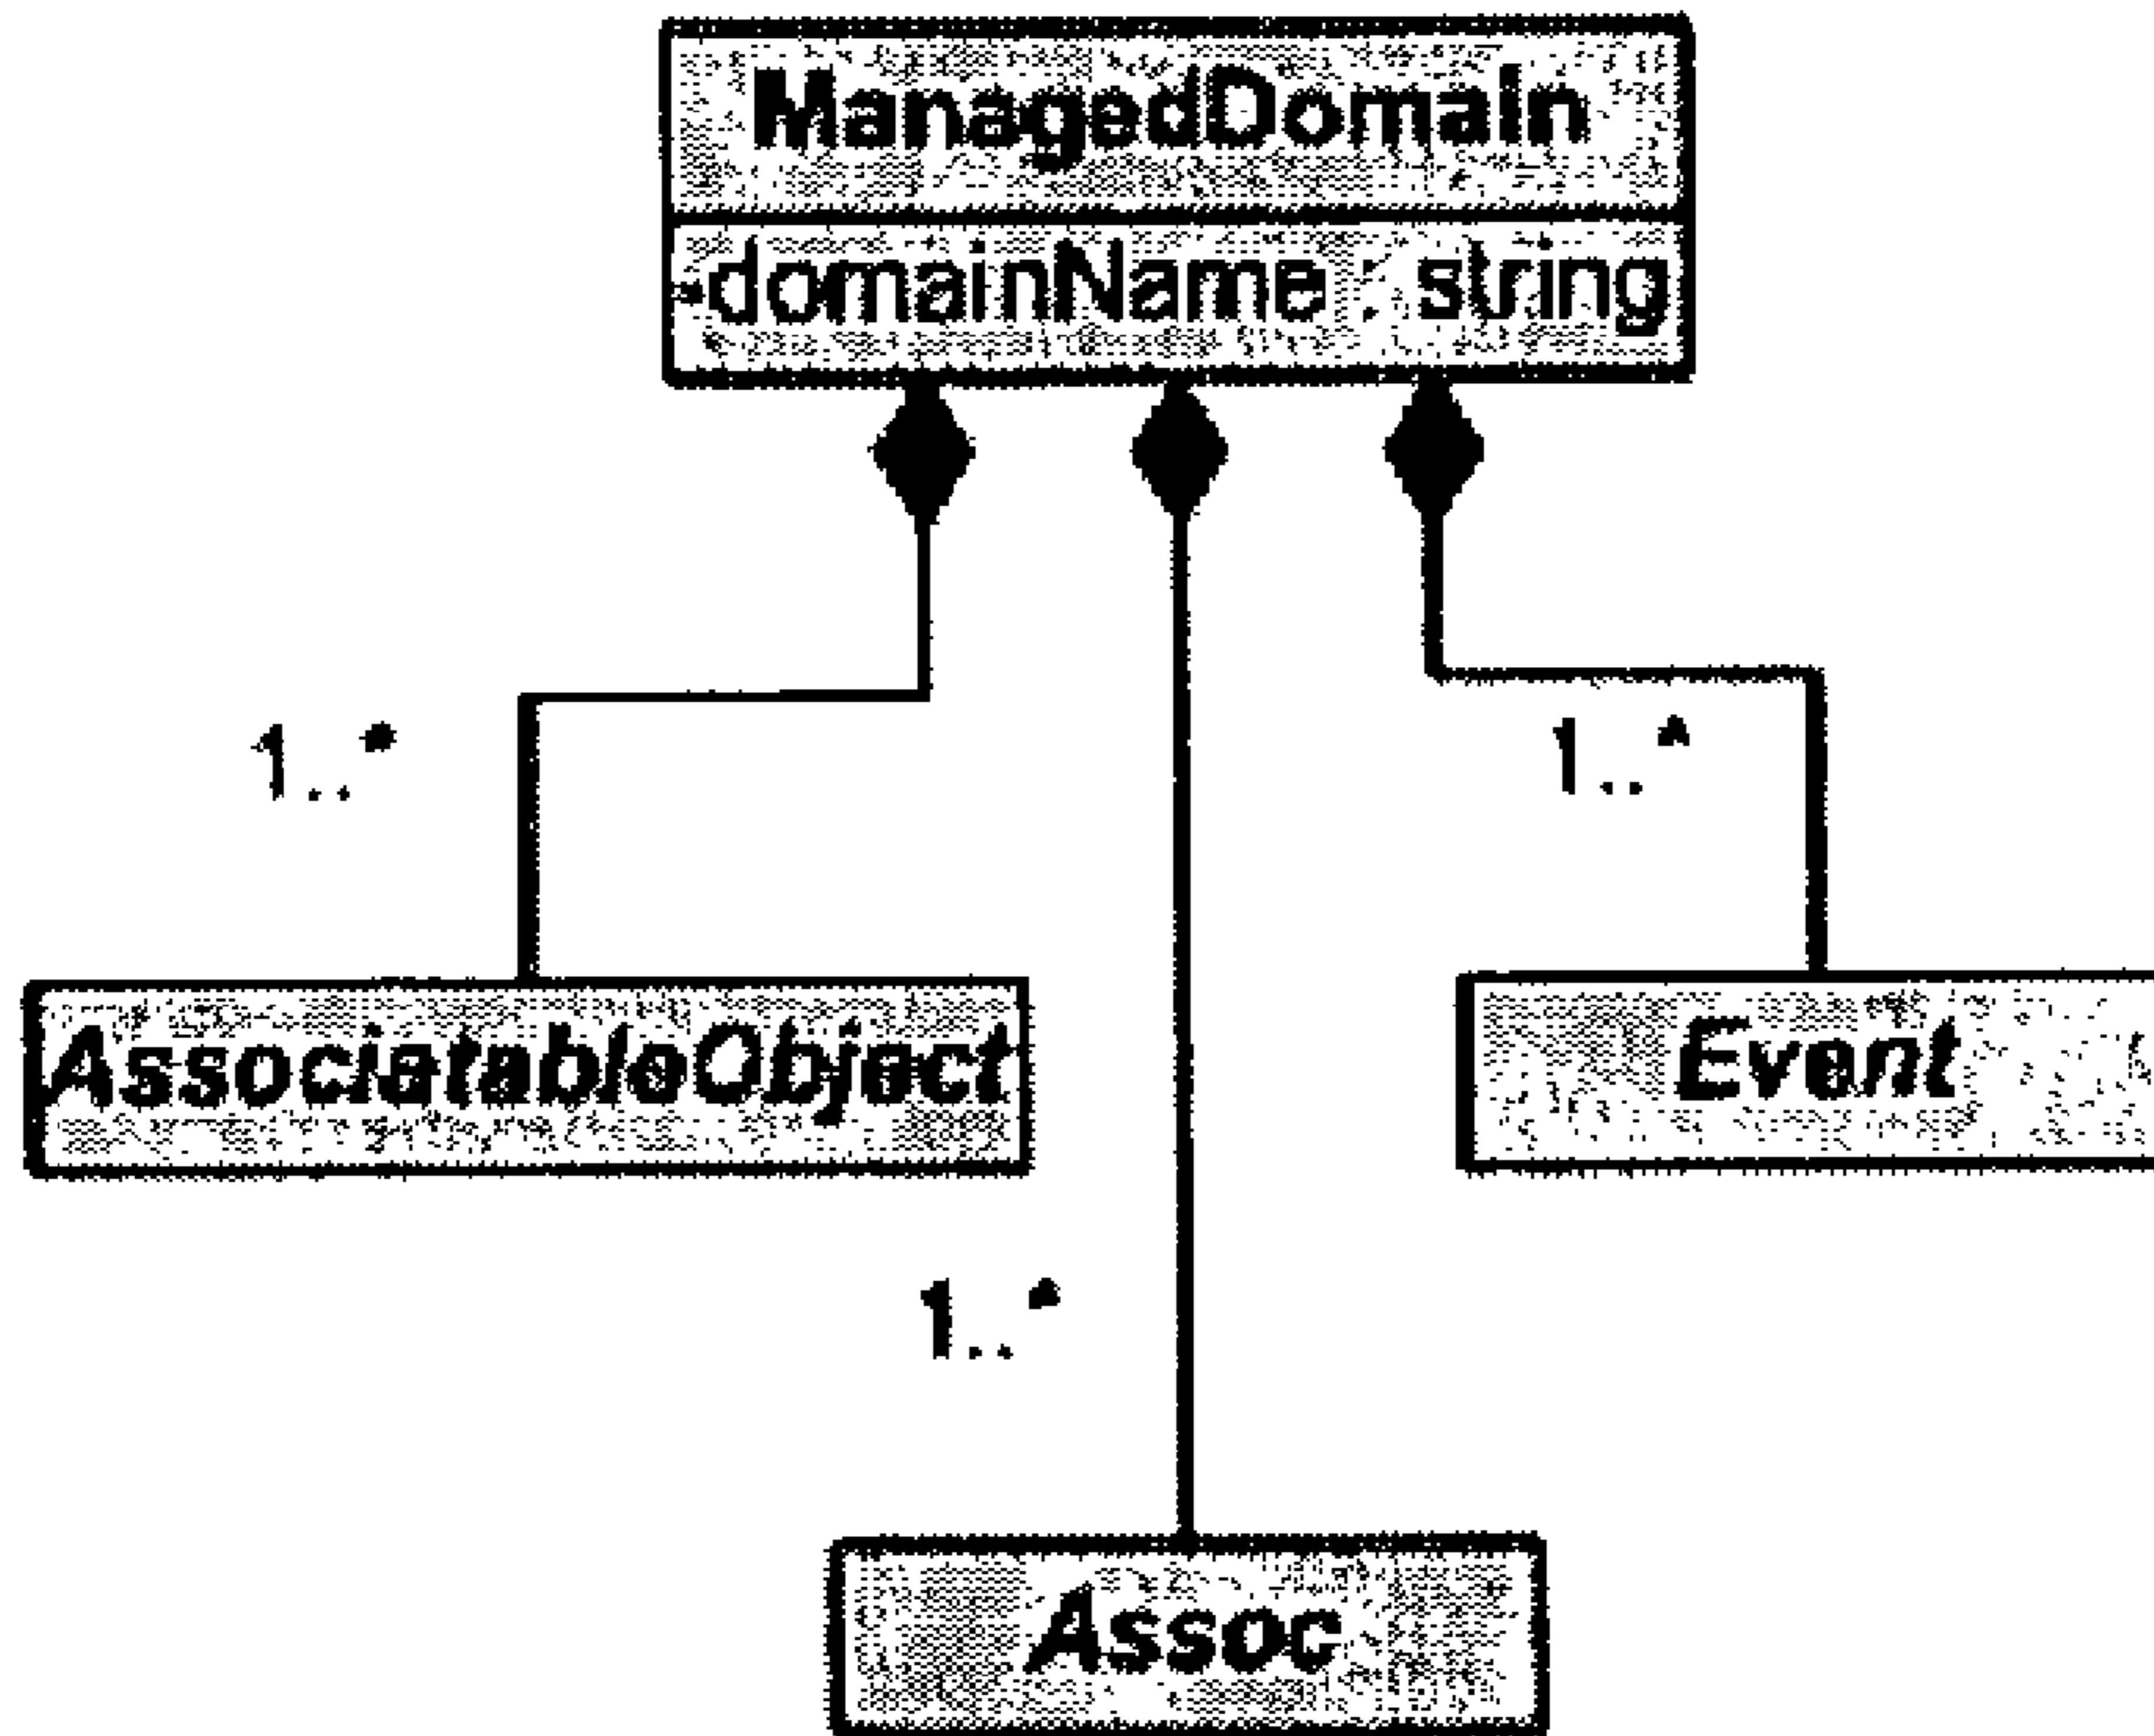 ManagedDomain
domainName : string
1..*
1..*
AssociatableObject
Event
1..*
Assoc